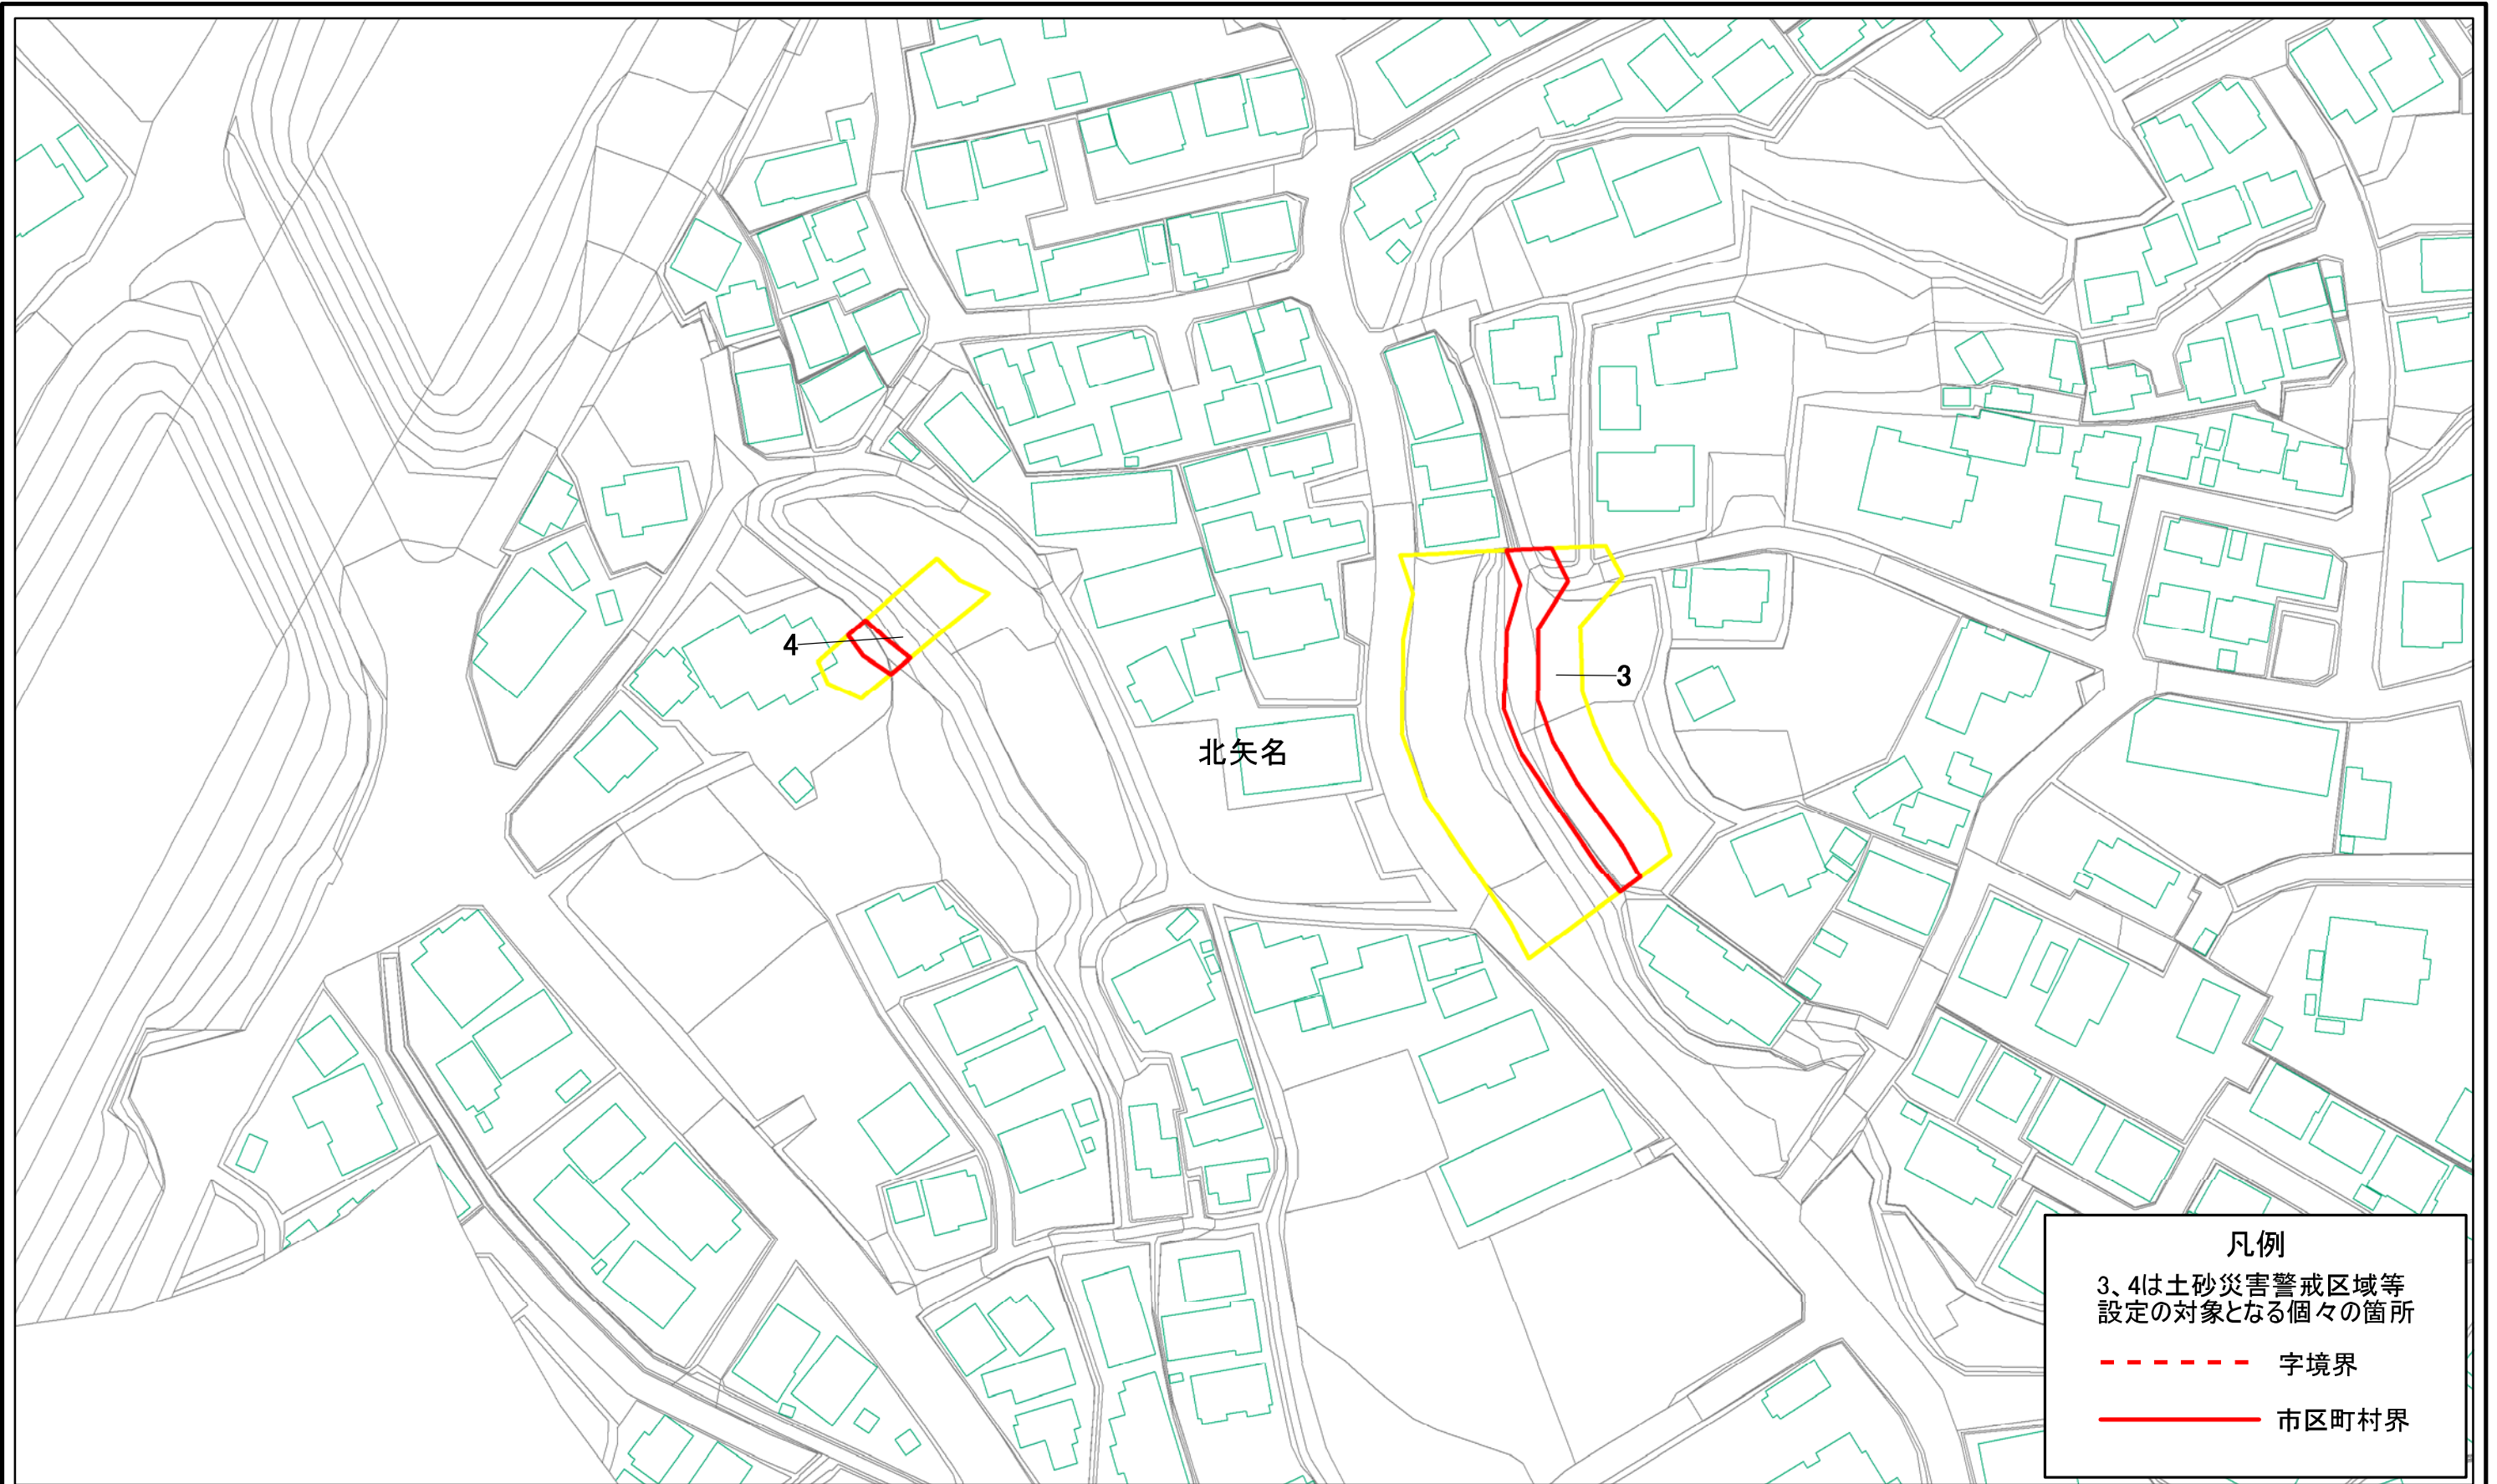 4
3
北矢名
凡例
3、4は土砂災害警戒区域等
設定の対象となる個々の箇所
字境界
市区町村界